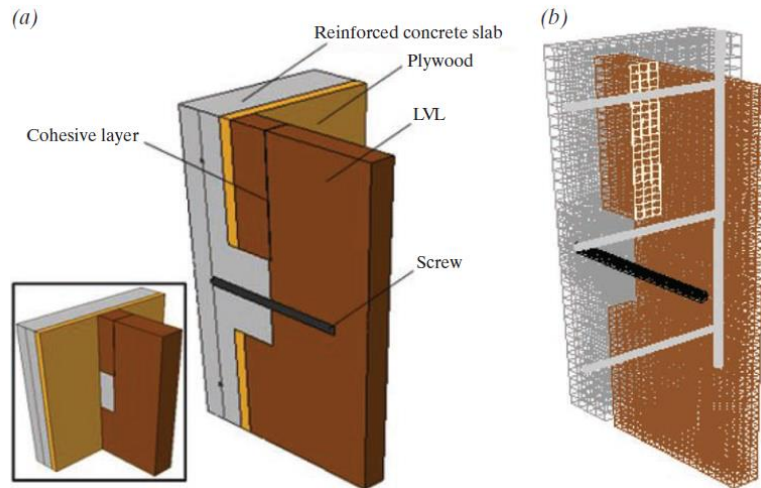 (a)
(b)
Reinforced concrete slab
Plywood
LVL
Cohesive layer
Screw